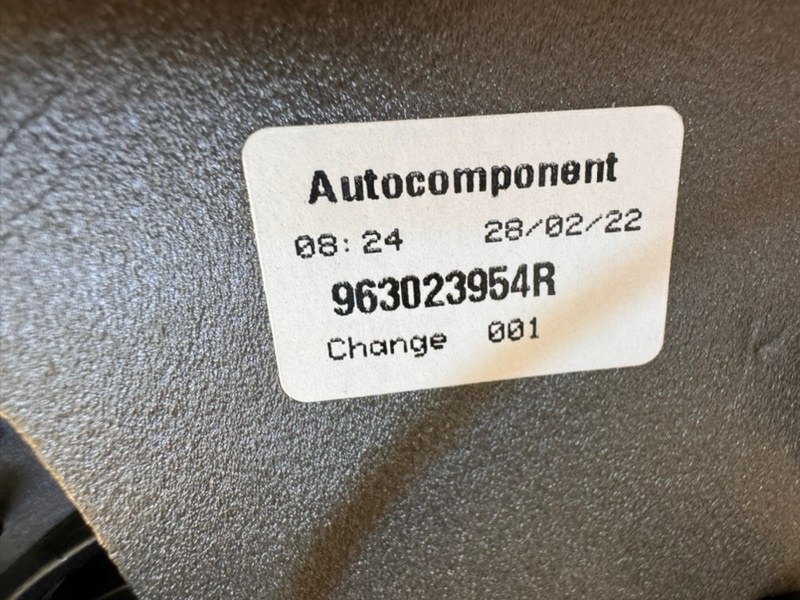 Autocomponent
08:24 28/02/22
963023954R
Change 001